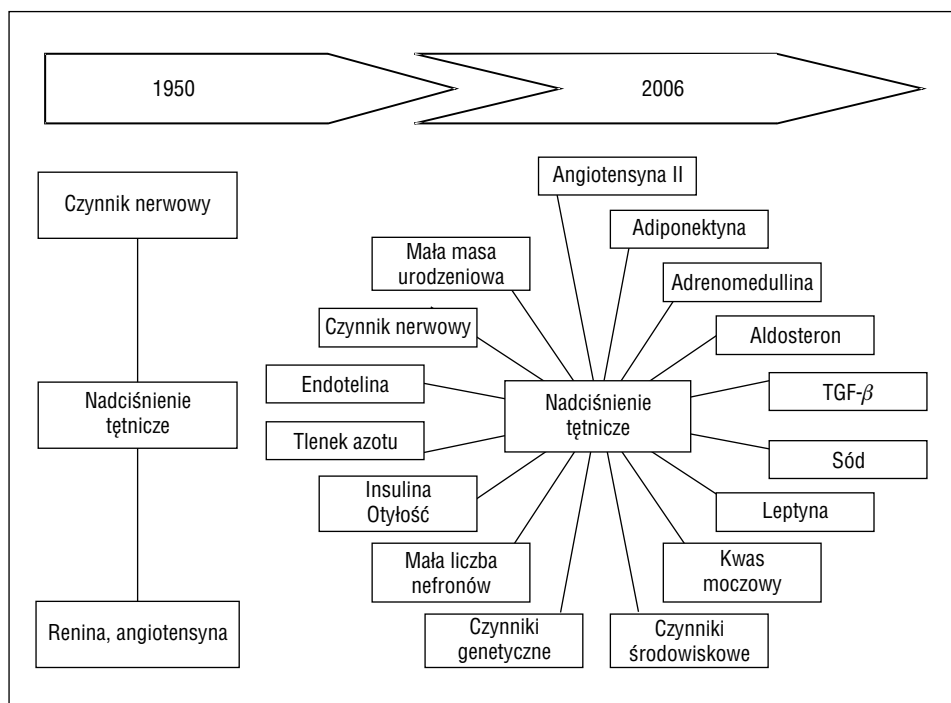 1950
2006
Czynnik nerwowy
Nadciśnienie
tętnicze
Renina, angiotensyna
Angiotensyna II
Adiponektyna
Mała masa
urodzeniowa
Adrenomedullina
Czynnik nerwowy
Aldosteron
Endotelina
Nadciśnienie
tętnicze
TGF-β
Tlenek azotu
Sód
Insulina
Otyłość
Leptyna
Mała liczba
nefronów
Kwas
moczowy
Czynniki
genetyczne
Czynniki
środowiskowe